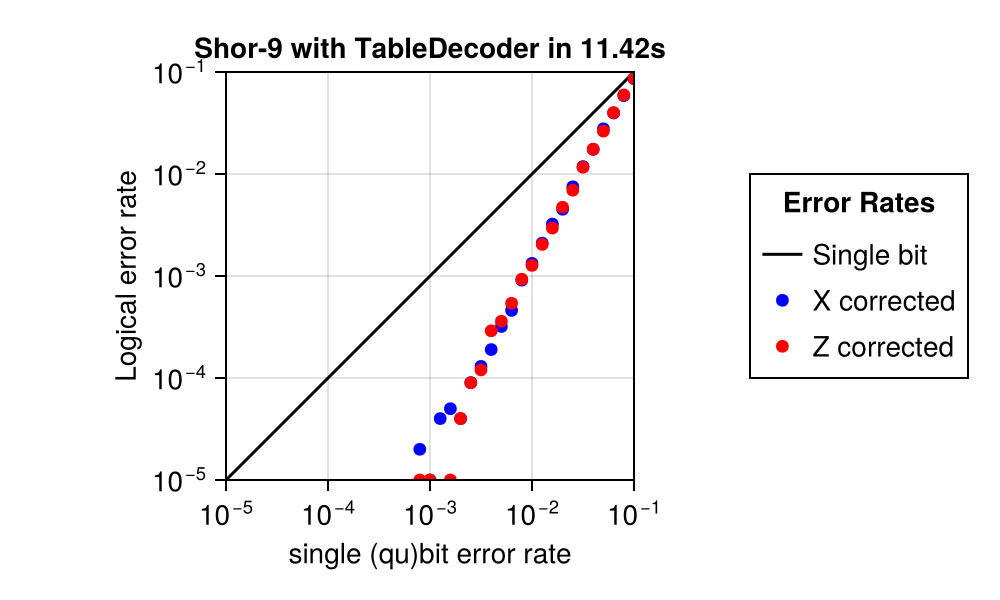 Shor-9 with TableDecoder in 11.42s
10⁻¹
10⁻²
10⁻³
10⁻⁴
10⁻⁵
Logical error rate
10⁻⁵ 10⁻⁴ 10⁻³ 10⁻² 10⁻¹
single (qu)bit error rate
Error Rates
Single bit
X corrected
Z corrected